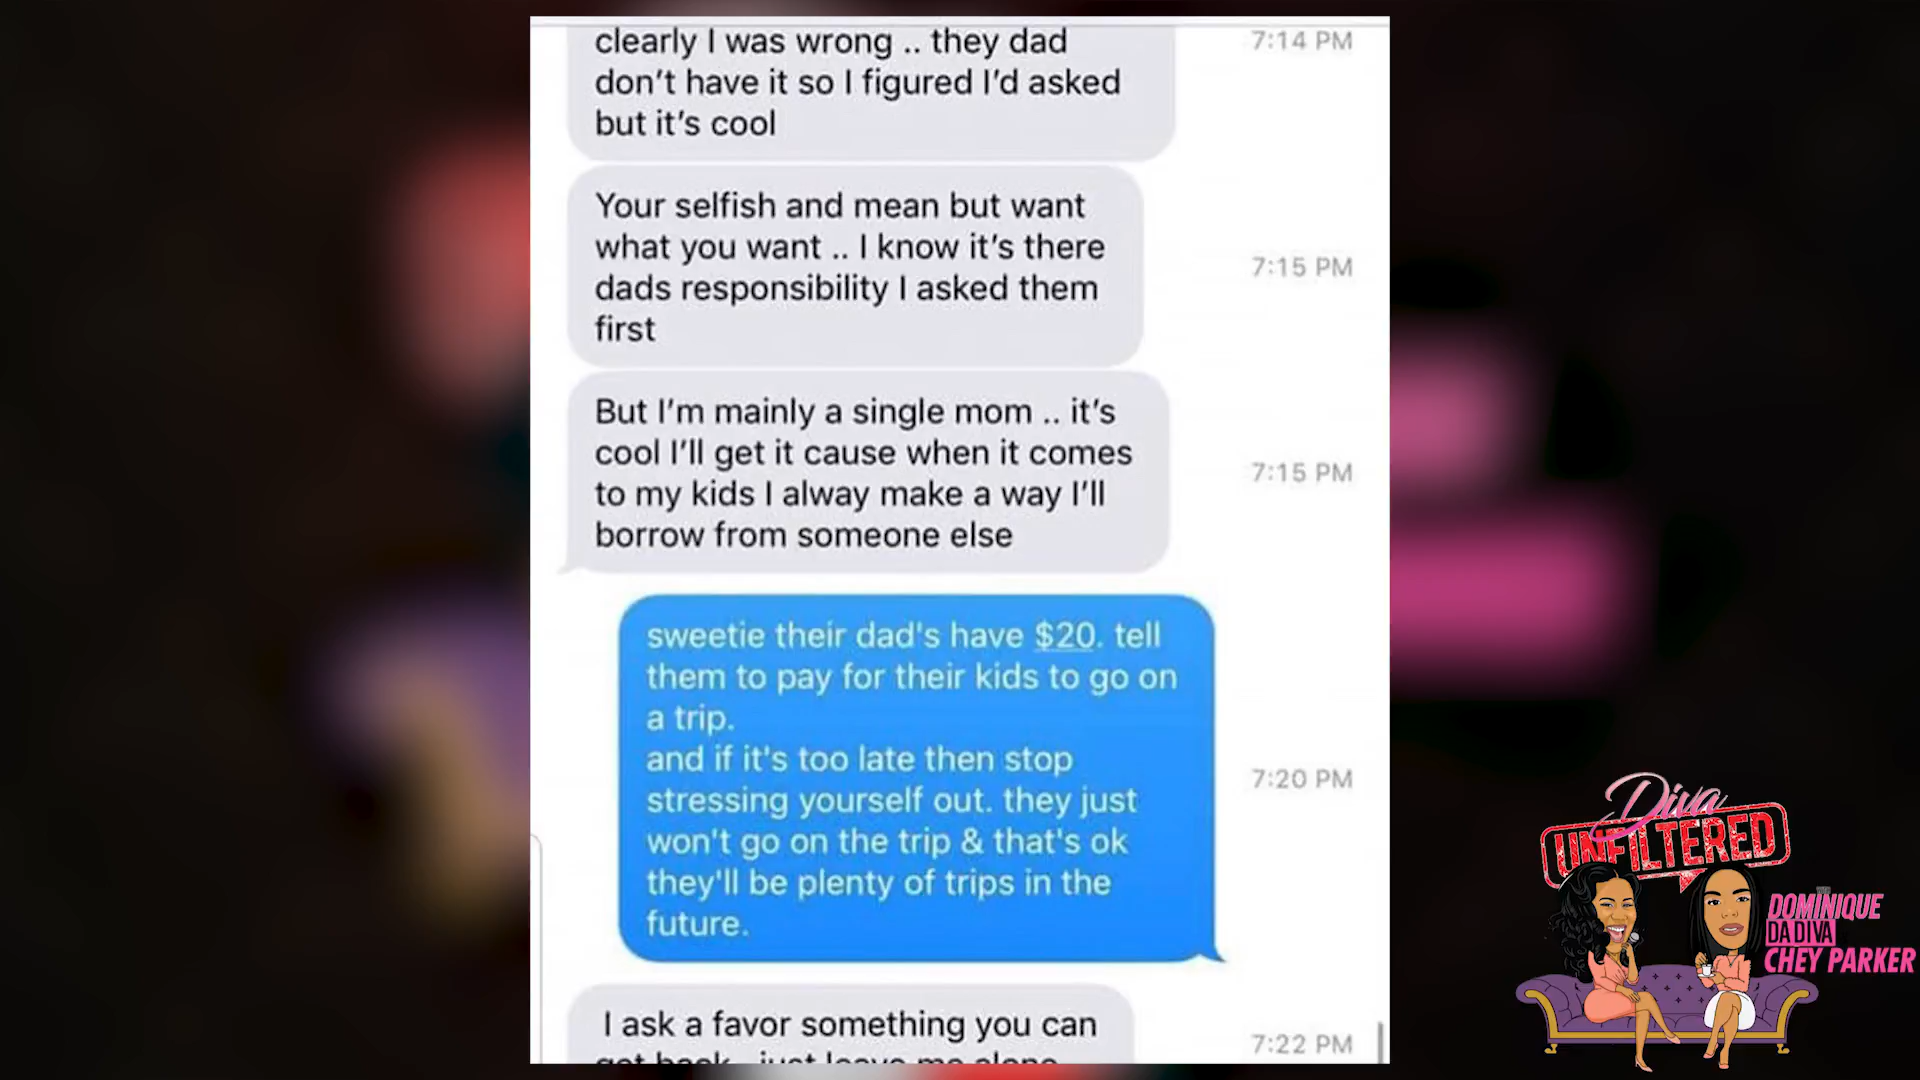 clearly I was wrong .. they dad
don't have it so I figured I'd asked
but it's cool
7:14 PM
Your selfish and mean but want
what you want .. I know it's there
dads responsibility I asked them
first
7:15 PM
But I'm mainly a single mom .. it's
cool I'll get it cause when it comes
to my kids I alway make a way I'll
borrow from someone else
7:15 PM
sweetie their dad's have $20. tell
them to pay for their kids to go on
a trip.
and if it's too late then stop
stressing yourself out. they just
won't go on the trip & that's ok
they'll be plenty of trips in the
future.
7:20 PM
I ask a favor something you can
get back .. just leave me alone
7:22 PM
Diva
UNFILTERED
DOMINIQUE
DA DIVA
CHEY PARKER